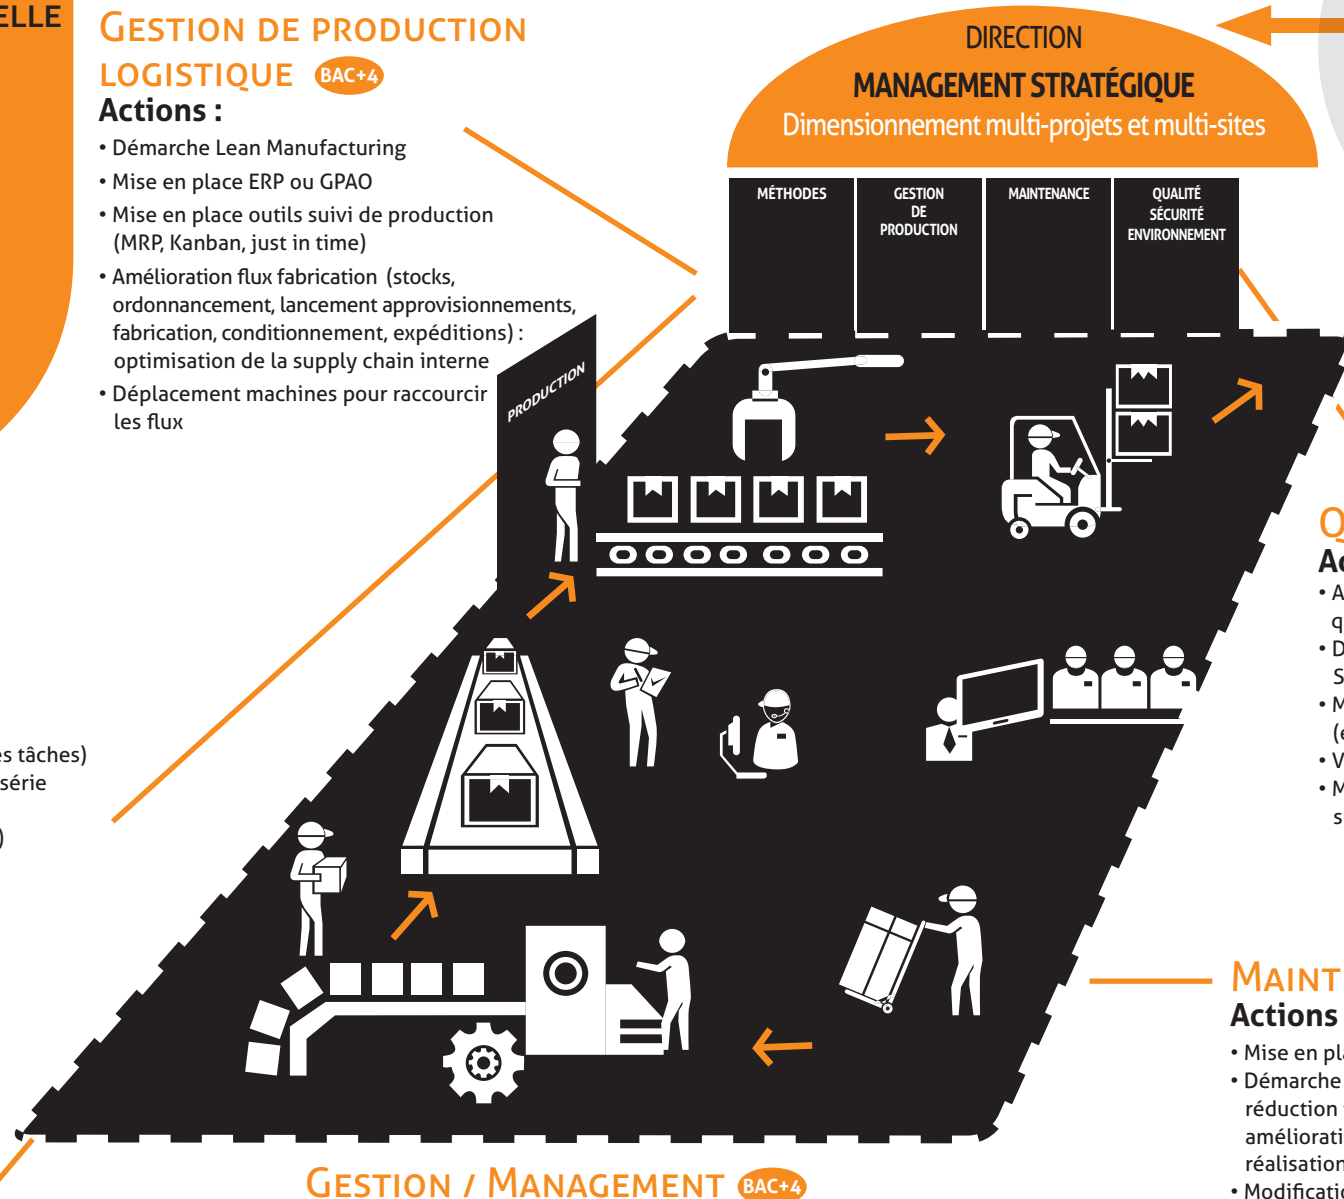 ELLE
GESTION DE PRODUCTION
LOGISTIQUE BAC+4
Actions :
• Démarche Lean Manufacturing
• Mise en place ERP ou GPAO
• Mise en place outils suivi de production
(MRP, Kanban, just in time)
• Amélioration flux fabrication (stocks,
ordonnancement, lancement approvisionnements,
fabrication, conditionnement, expéditions) :
optimisation de la supply chain interne
• Déplacement machines pour raccourcir
les flux
DIRECTION
MANAGEMENT STRATÉGIQUE
Dimensionnement multi-projets et multi-sites
MÉTHODES
GESTION
DE
PRODUCTION
MAINTENANCE
QUALITÉ
SÉCURITÉ
ENVIRONNEMENT
PRODUCTION
es tâches)
série
)
Q
Ac
• A
q
• D
S
• M
(e
• V
• M
s
MAINT
Actions
• Mise en pla
• Démarche
réduction
améliorati
réalisation
• Modificatio
GESTION / MANAGEMENT BAC+4